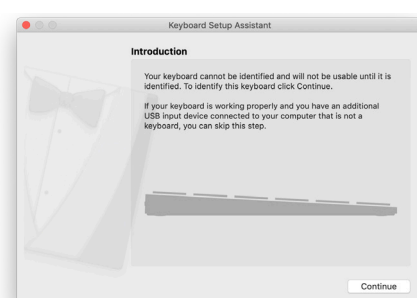 Keyboard Setup Assistant
Introduction
Your keyboard cannot be identified and will not be usable until it is
identified. To identify this keyboard click Continue.
If your keyboard is working properly and you have an additional
USB input device connected to your computer that is not a
keyboard, you can skip this step.
Continue